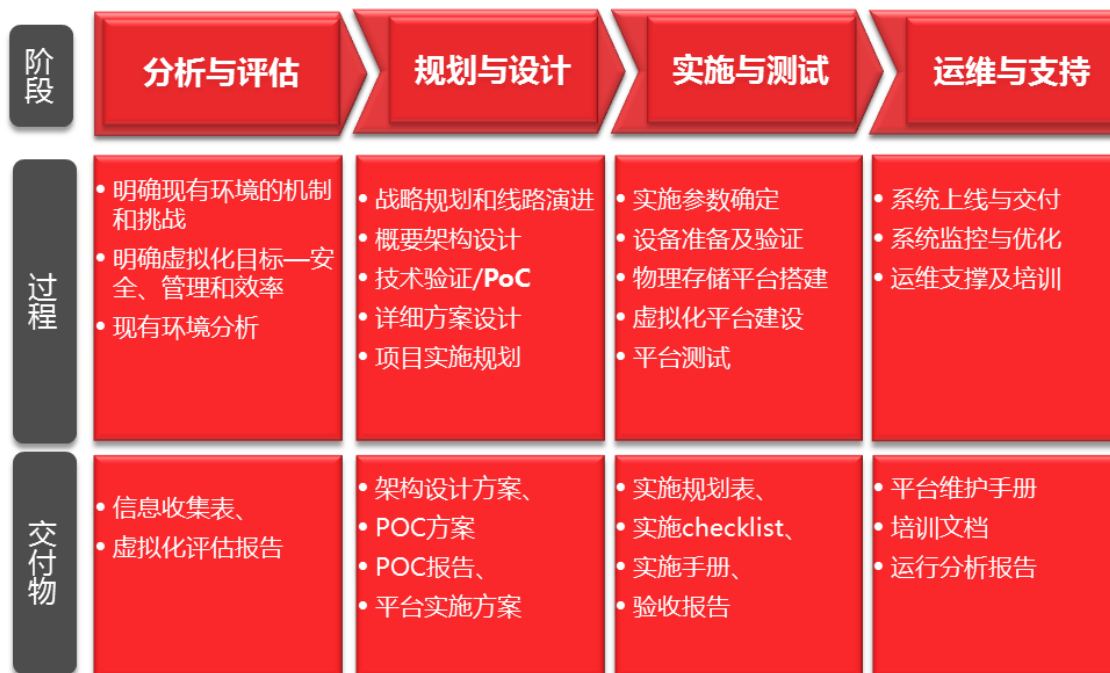 阶段
分析与评估
规划与设计
实施与测试
运维与支持
过程
• 明确现有环境的机制
和挑战
• 明确虚拟化目标—安
全、管理和效率
• 现有环境分析
• 战略规划和线路演进
• 概要架构设计
• 技术验证/PoC
• 详细方案设计
• 项目实施规划
• 实施参数确定
• 设备准备及验证
• 物理存储平台搭建
• 虚拟化平台建设
• 平台测试
• 系统上线与交付
• 系统监控与优化
• 运维支撑及培训
交付物
• 信息收集表、
• 虚拟化评估报告
• 架构设计方案、
• POC方案
• POC报告、
• 平台实施方案
• 实施规划表、
• 实施checklist、
• 实施手册、
• 验收报告
• 平台维护手册
• 培训文档
• 运行分析报告